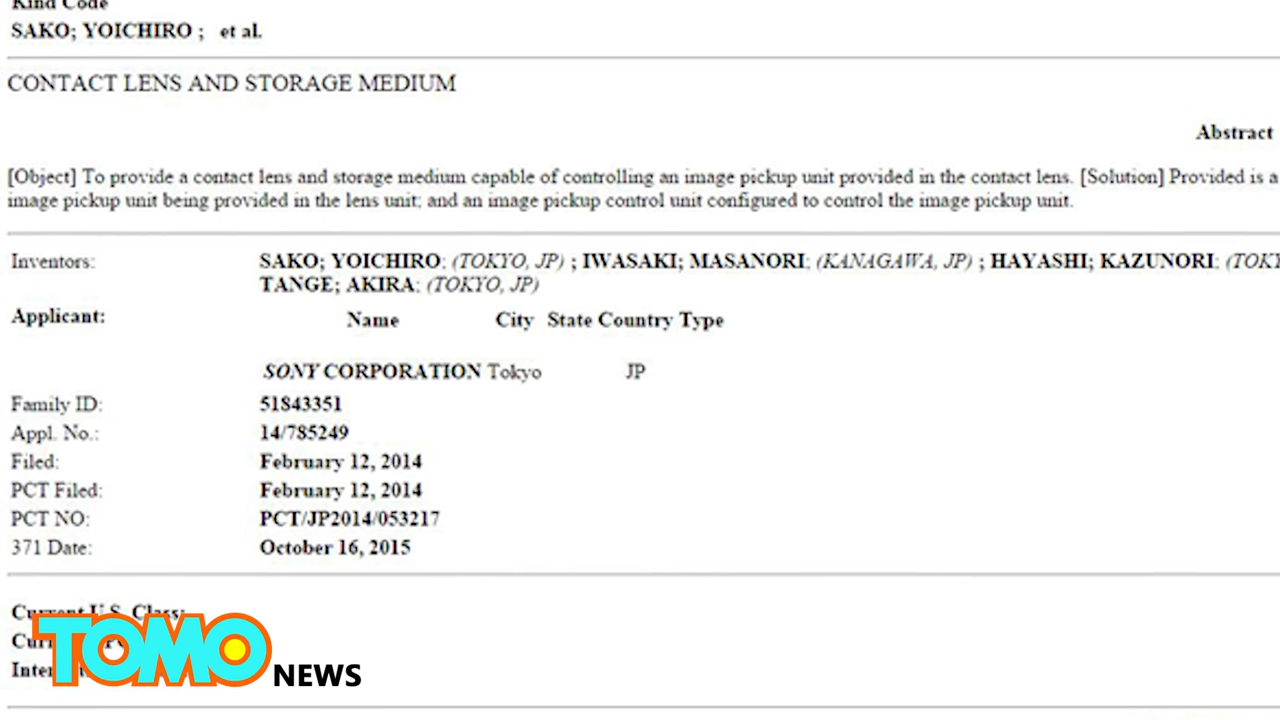 Kind Code
SAKO; YOICHIRO ; et al.
CONTACT LENS AND STORAGE MEDIUM
Abstract
[Object] To provide a contact lens and storage medium capable of controlling an image pickup unit provided in the contact lens. [Solution] Provided is a
image pickup unit being provided in the lens unit; and an image pickup control unit configured to control the image pickup unit.
Inventors: SAKO; YOICHIRO; (TOKYO, JP) ; IWASAKI; MASANORI; (KANAGAWA, JP) ; HAYASHI; KAZUNORI; (TOKY
TANGE; AKIRA; (TOKYO, JP)
Applicant: Name City State Country Type
SONY CORPORATION Tokyo JP
Family ID: 51843351
Appl. No.: 14/785249
Filed: February 12, 2014
PCT Filed: February 12, 2014
PCT NO: PCT/JP2014/053217
371 Date: October 16, 2015
Current U.S. Class:
TOMO NEWS